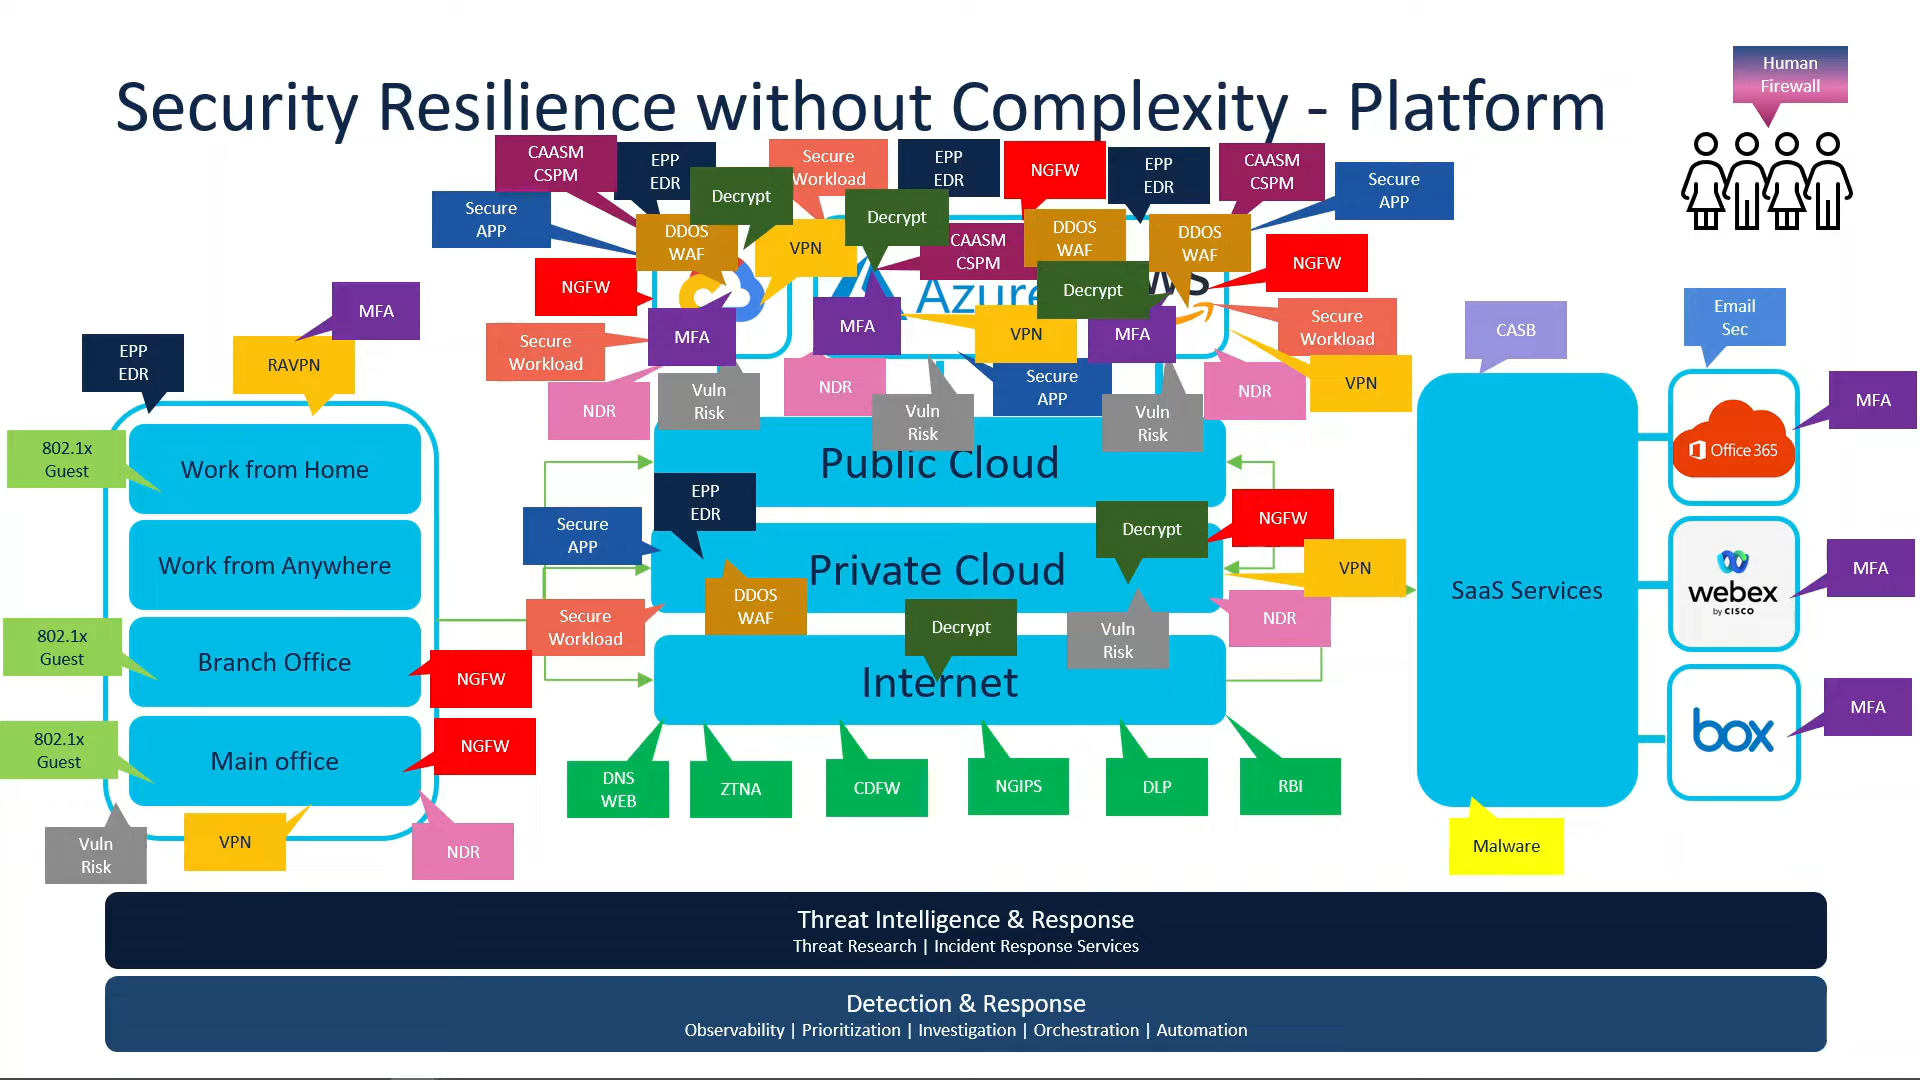 Human
Firewall
Security Resilience without Complexity - Platform
CAASM
CSPM
EPP
EDR
Decrypt
Secure
Workload
EPP
EDR
NGFW
EPP
EDR
CAASM
CSPM
Secure
APP
Secure
APP
DDOS
WAF
VPN
Decrypt
CAASM
CSPM
DDOS
WAF
DDOS
WAF
NGFW
NGFW
Azure
Decrypt
MFA
MFA
VPN
MFA
Secure
Workload
Secure
Workload
NDR
Vuln
Risk
NDR
Vuln
Risk
Secure
APP
Vuln
Risk
NDR
VPN
MFA
RAVPN
EPP
EDR
802.1x
Guest
Work from Home
Work from Anywhere
802.1x
Guest
Branch Office
NGFW
802.1x
Guest
Main office
NGFW
Vuln
Risk
VPN
NDR
Public Cloud
EPP
EDR
Secure
APP
Private Cloud
Decrypt
NGFW
VPN
Secure
Workload
DDOS
WAF
Decrypt
Vuln
Risk
NDR
Internet
DNS
WEB
ZTNA
CDFW
NGIPS
DLP
RBI
CASB
SaaS Services
Malware
Email
Sec
Office 365
MFA
webex
by CISCO
MFA
box
MFA
Threat Intelligence & Response
Threat Research | Incident Response Services
Detection & Response
Observability | Prioritization | Investigation | Orchestration | Automation